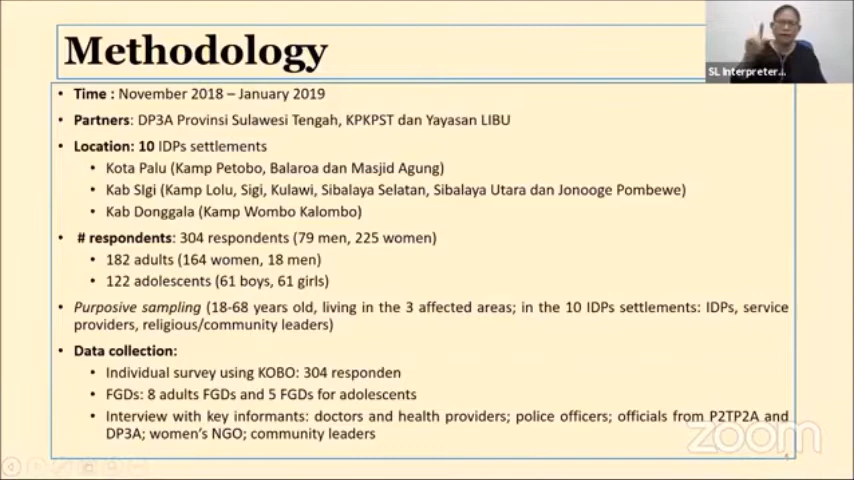 Methodology
SL Interpreter...
• Time : November 2018 – January 2019
• Partners: DP3A Provinsi Sulawesi Tengah, KPKPST dan Yayasan LIBU
• Location: 10 IDPs settlements
• Kota Palu (Kamp Petobo, Balaroa dan Masjid Agung)
• Kab SIgi (Kamp Lolu, Sigi, Kulawi, Sibalaya Selatan, Sibalaya Utara dan Jonooge Pombewe)
• Kab Donggala (Kamp Wombo Kalombo)
• # respondents: 304 respondents (79 men, 225 women)
• 182 adults (164 women, 18 men)
• 122 adolescents (61 boys, 61 girls)
• Purposive sampling (18-68 years old, living in the 3 affected areas; in the 10 IDPs settlements: IDPs, service
providers, religious/community leaders)
• Data collection:
• Individual survey using KOBO: 304 responden
• FGDs: 8 adults FGDs and 5 FGDs for adolescents
• Interview with key informants: doctors and health providers; police officers; officials from P2TP2A and
DP3A; women's NGO; community leaders
zoom